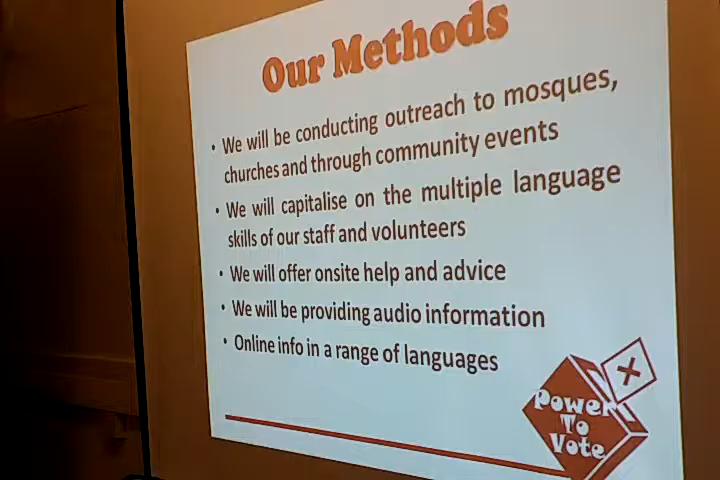 Our Methods
• We will be conducting outreach to mosques,
churches and through community events
• We will capitalise on the multiple language
skills of our staff and volunteers
• We will offer onsite help and advice
• We will be providing audio information
• Online info in a range of languages
X
Power
To
Vote